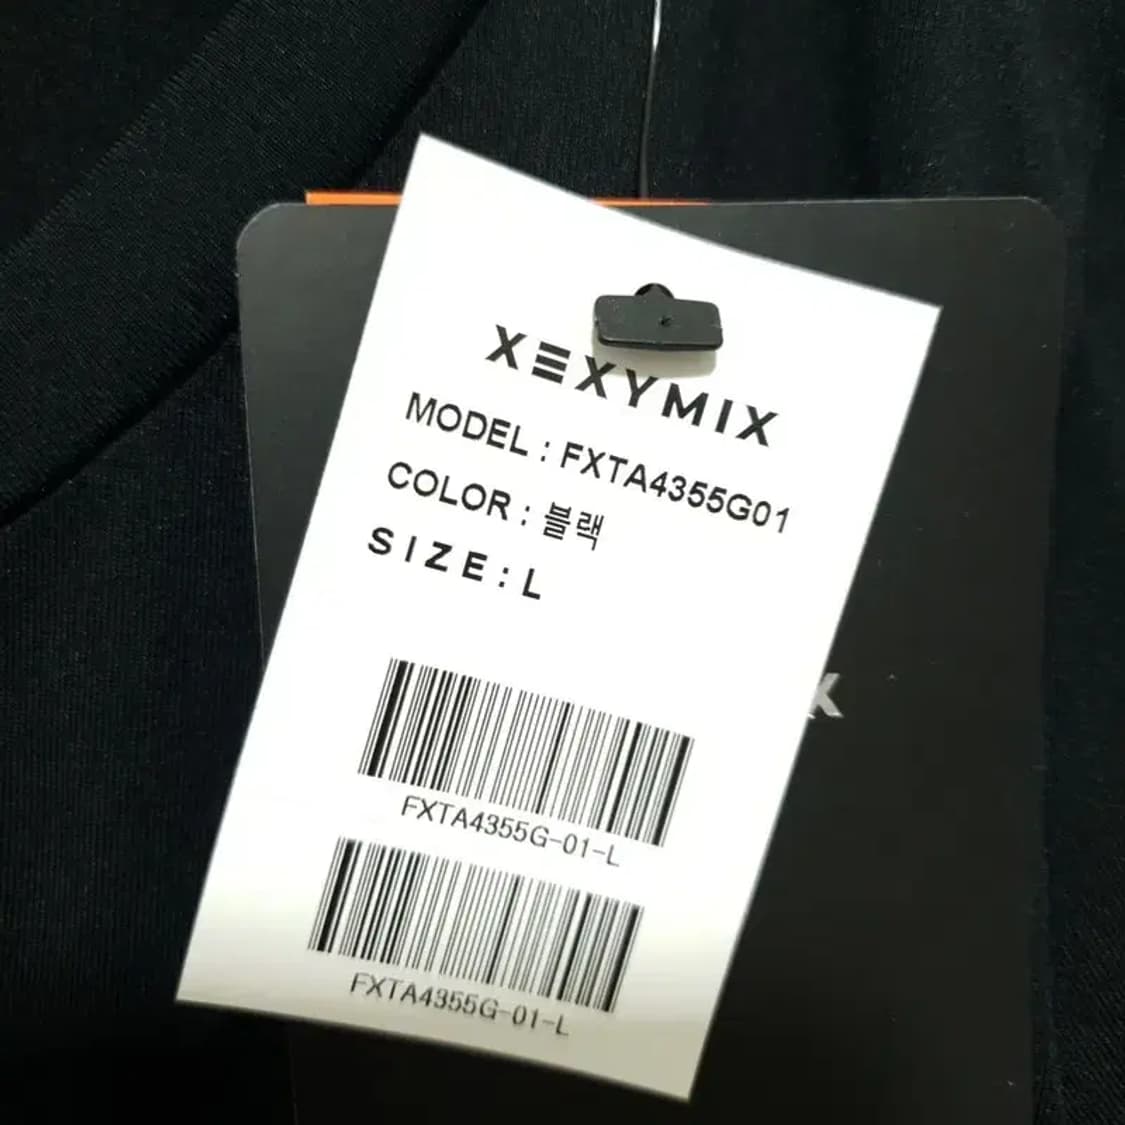 XEXYMIX
MODEL : FXTA4355G01
COLOR : 블랙
SIZE : L
FXTA4355G-01-L
FXTA4355G-01-L
X